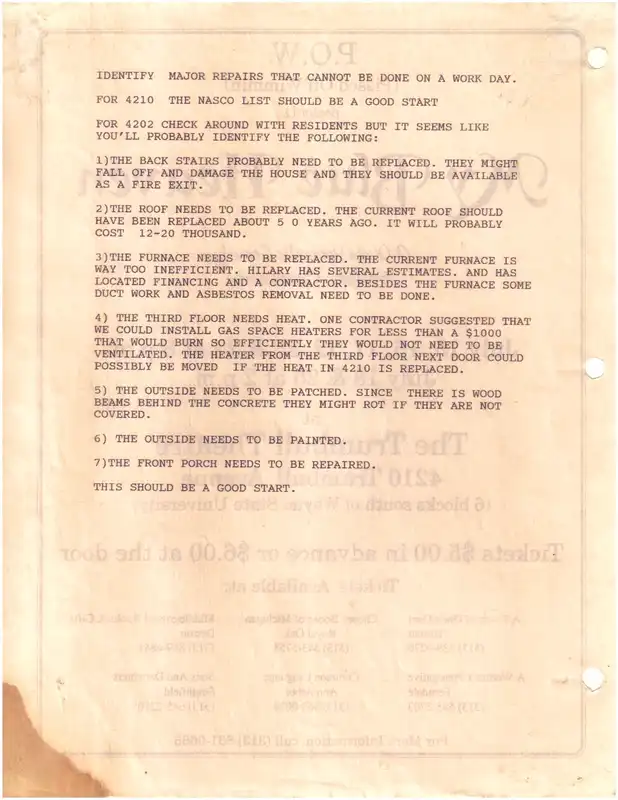 IDENTIFY MAJOR REPAIRS THAT CANNOT BE DONE ON A WORK DAY.
FOR 4210 THE NASCO LIST SHOULD BE A GOOD START
FOR 4202 CHECK AROUND WITH RESIDENTS BUT IT SEEMS LIKE
YOU'LL PROBABLY IDENTIFY THE FOLLOWING:
1)THE BACK STAIRS PROBABLY NEED TO BE REPLACED. THEY MIGHT
FALL OFF AND DAMAGE THE HOUSE AND THEY SHOULD BE AVAILABLE
AS A FIRE EXIT.
2)THE ROOF NEEDS TO BE REPLACED. THE CURRENT ROOF SHOULD
HAVE BEEN REPLACED ABOUT 5 0 YEARS AGO. IT WILL PROBABLY
COST 12-20 THOUSAND.
3)THE FURNACE NEEDS TO BE REPLACED. THE CURRENT FURNACE IS
WAY TOO INEFFICIENT. HILARY HAS SEVERAL ESTIMATES. AND HAS
LOCATED FINANCING AND A CONTRACTOR. BESIDES THE FURNACE SOME
DUCT WORK AND ASBESTOS REMOVAL NEED TO BE DONE.
4) THE THIRD FLOOR NEEDS HEAT. ONE CONTRACTOR SUGGESTED THAT
WE COULD INSTALL GAS SPACE HEATERS FOR LESS THAN A $1000
THAT WOULD BURN SO EFFICIENTLY THEY WOULD NOT NEED TO BE
VENTILATED. THE HEATER FROM THE THIRD FLOOR NEXT DOOR COULD
POSSIBLY BE MOVED IF THE HEAT IN 4210 IS REPLACED.
5) THE OUTSIDE NEEDS TO BE PATCHED. SINCE THERE IS WOOD
BEAMS BEHIND THE CONCRETE THEY MIGHT ROT IF THEY ARE NOT
COVERED.
6) THE OUTSIDE NEEDS TO BE PAINTED.
7)THE FRONT PORCH NEEDS TO BE REPAIRED.
THIS SHOULD BE A GOOD START.